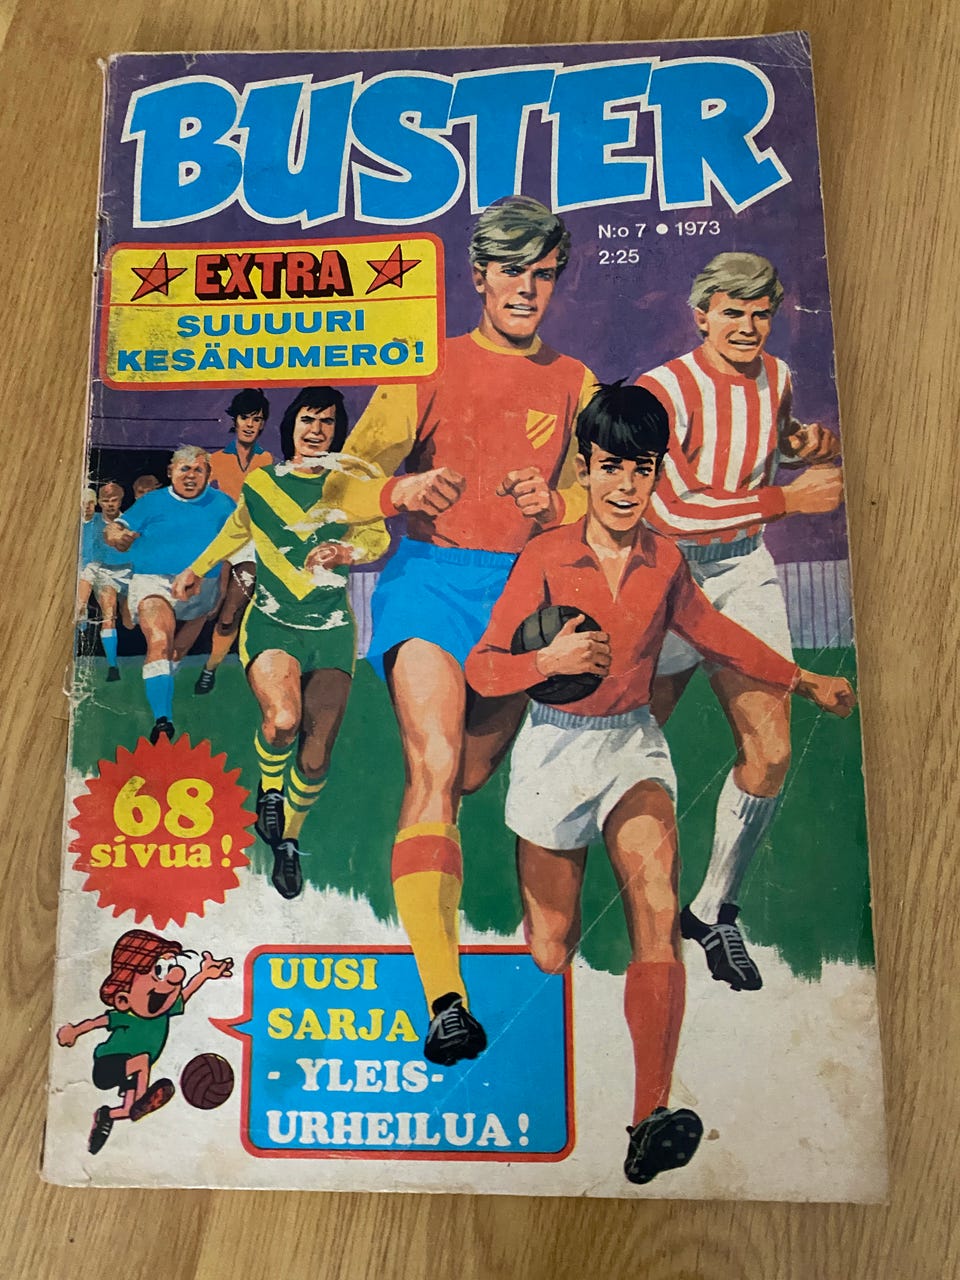 BUSTER
N:o 7 ● 1973
2:25
EXTRA
SUUUURI
KESÄNUMERO!
68
sivua!
UUSI
SARJA
- YLEIS-
URHEILUA!